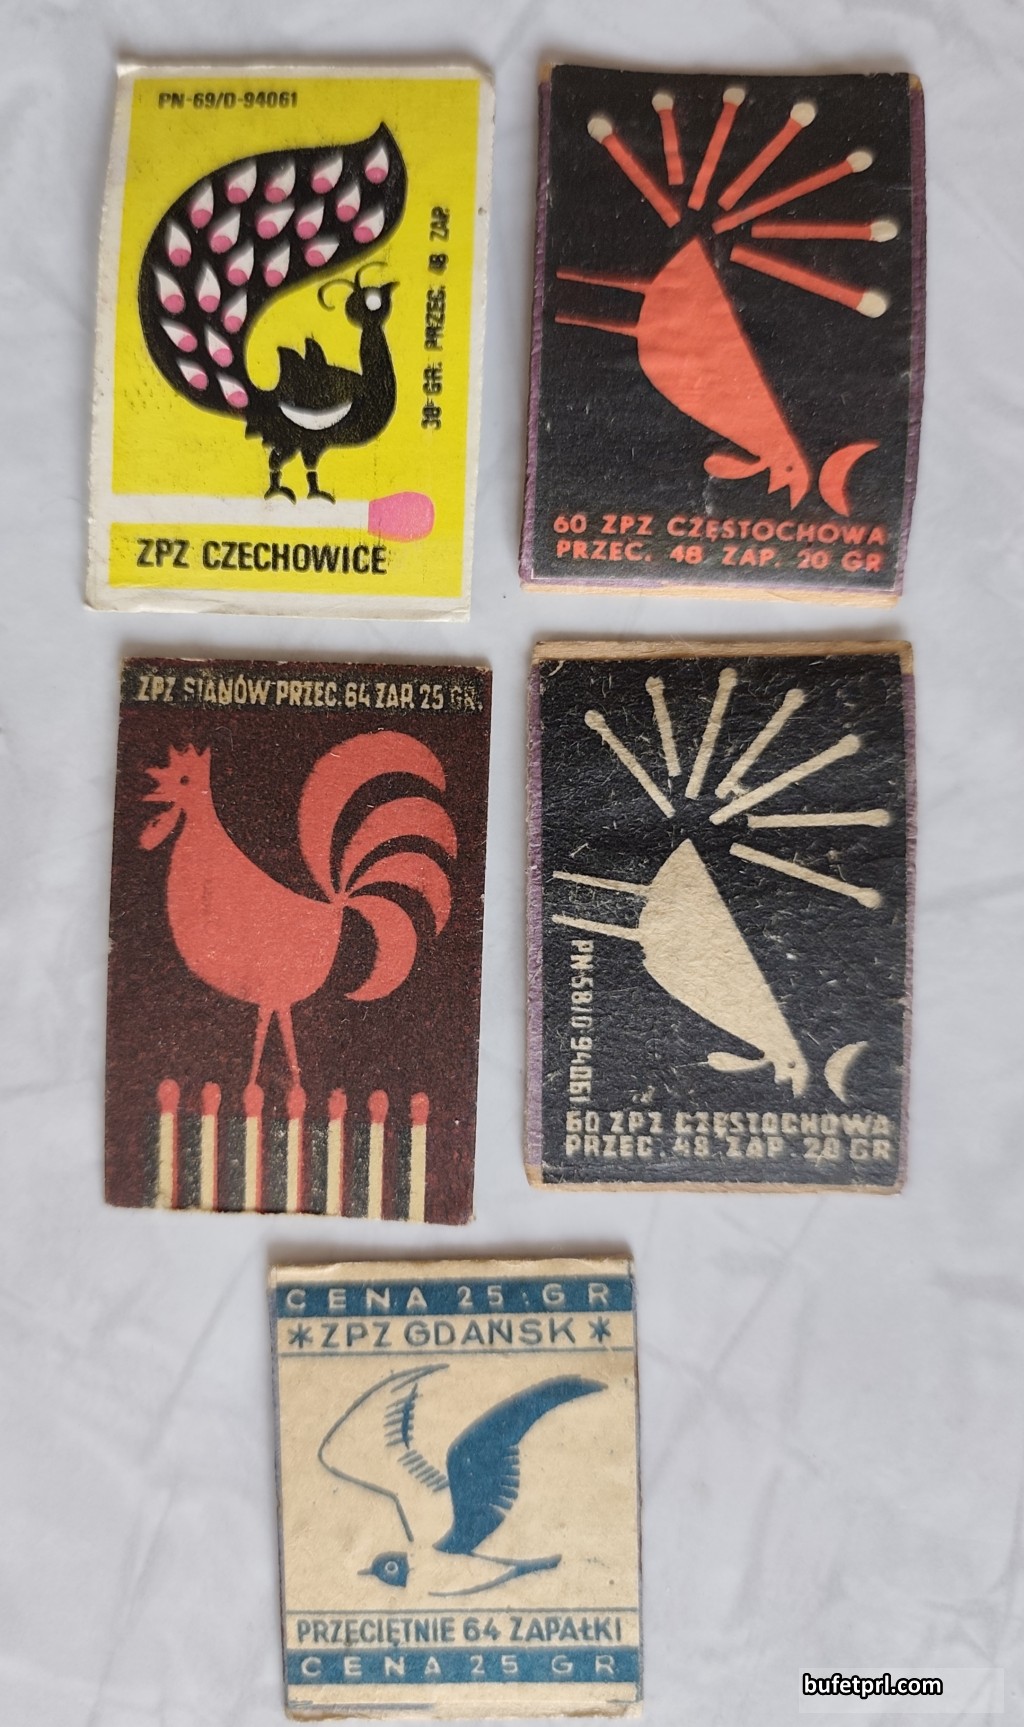 PN-69/O-94061
30 GR. PRZEC. 48 ZAP.
ZPZ CZECHOWICE
60 ZPZ CZĘSTOCHOWA
PRZEC. 48 ZAP. 20 GR
ZPZ SIANÓW PRZEC. 64 ZAP. 25 GR.
PN-58/O-94061
60 ZPZ CZĘSTOCHOWA
PRZEC. 48 ZAP. 20 GR
CENA 25 GR
*ZPZ GDAŃSK*
PRZECIĘTNIE 64 ZAPAŁKI
CENA 25 GR
bufetprl.com